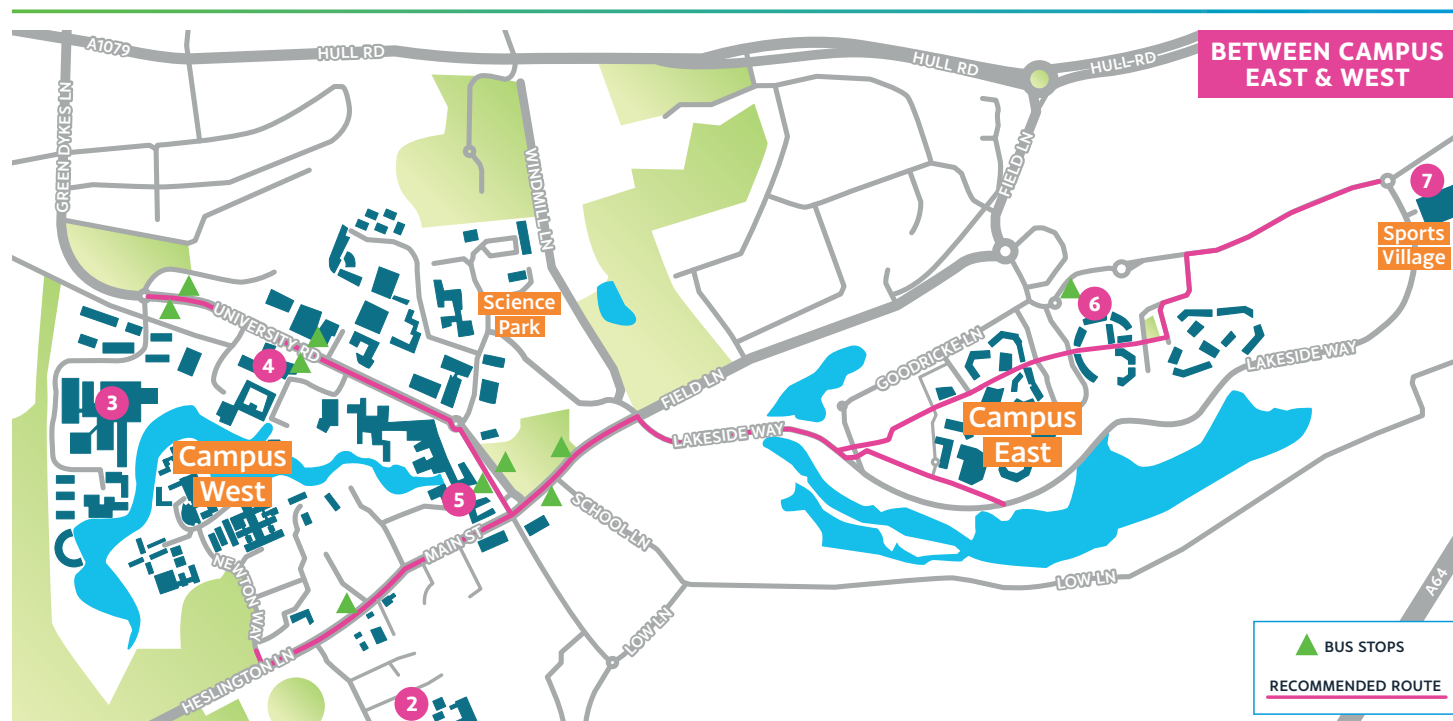 BETWEEN CAMPUS
EAST & WEST
A1079
HULL RD
HULL RD
HULL RD
GREEN DYKES LN
WINDMILL LN
FIELD LN
7
Sports
Village
6
Science
Park
UNIVERSITY RD
4
3
GOODRICKE LN
LAKESIDE WAY
FIELD LN
LAKESIDE WAY
Campus
East
Campus
West
5
SCHOOL LN
MAIN ST
NEWTON WAY
LOW LN
A64
LOW LN
HESLINGTON LN
2
BUS STOPS
RECOMMENDED ROUTE